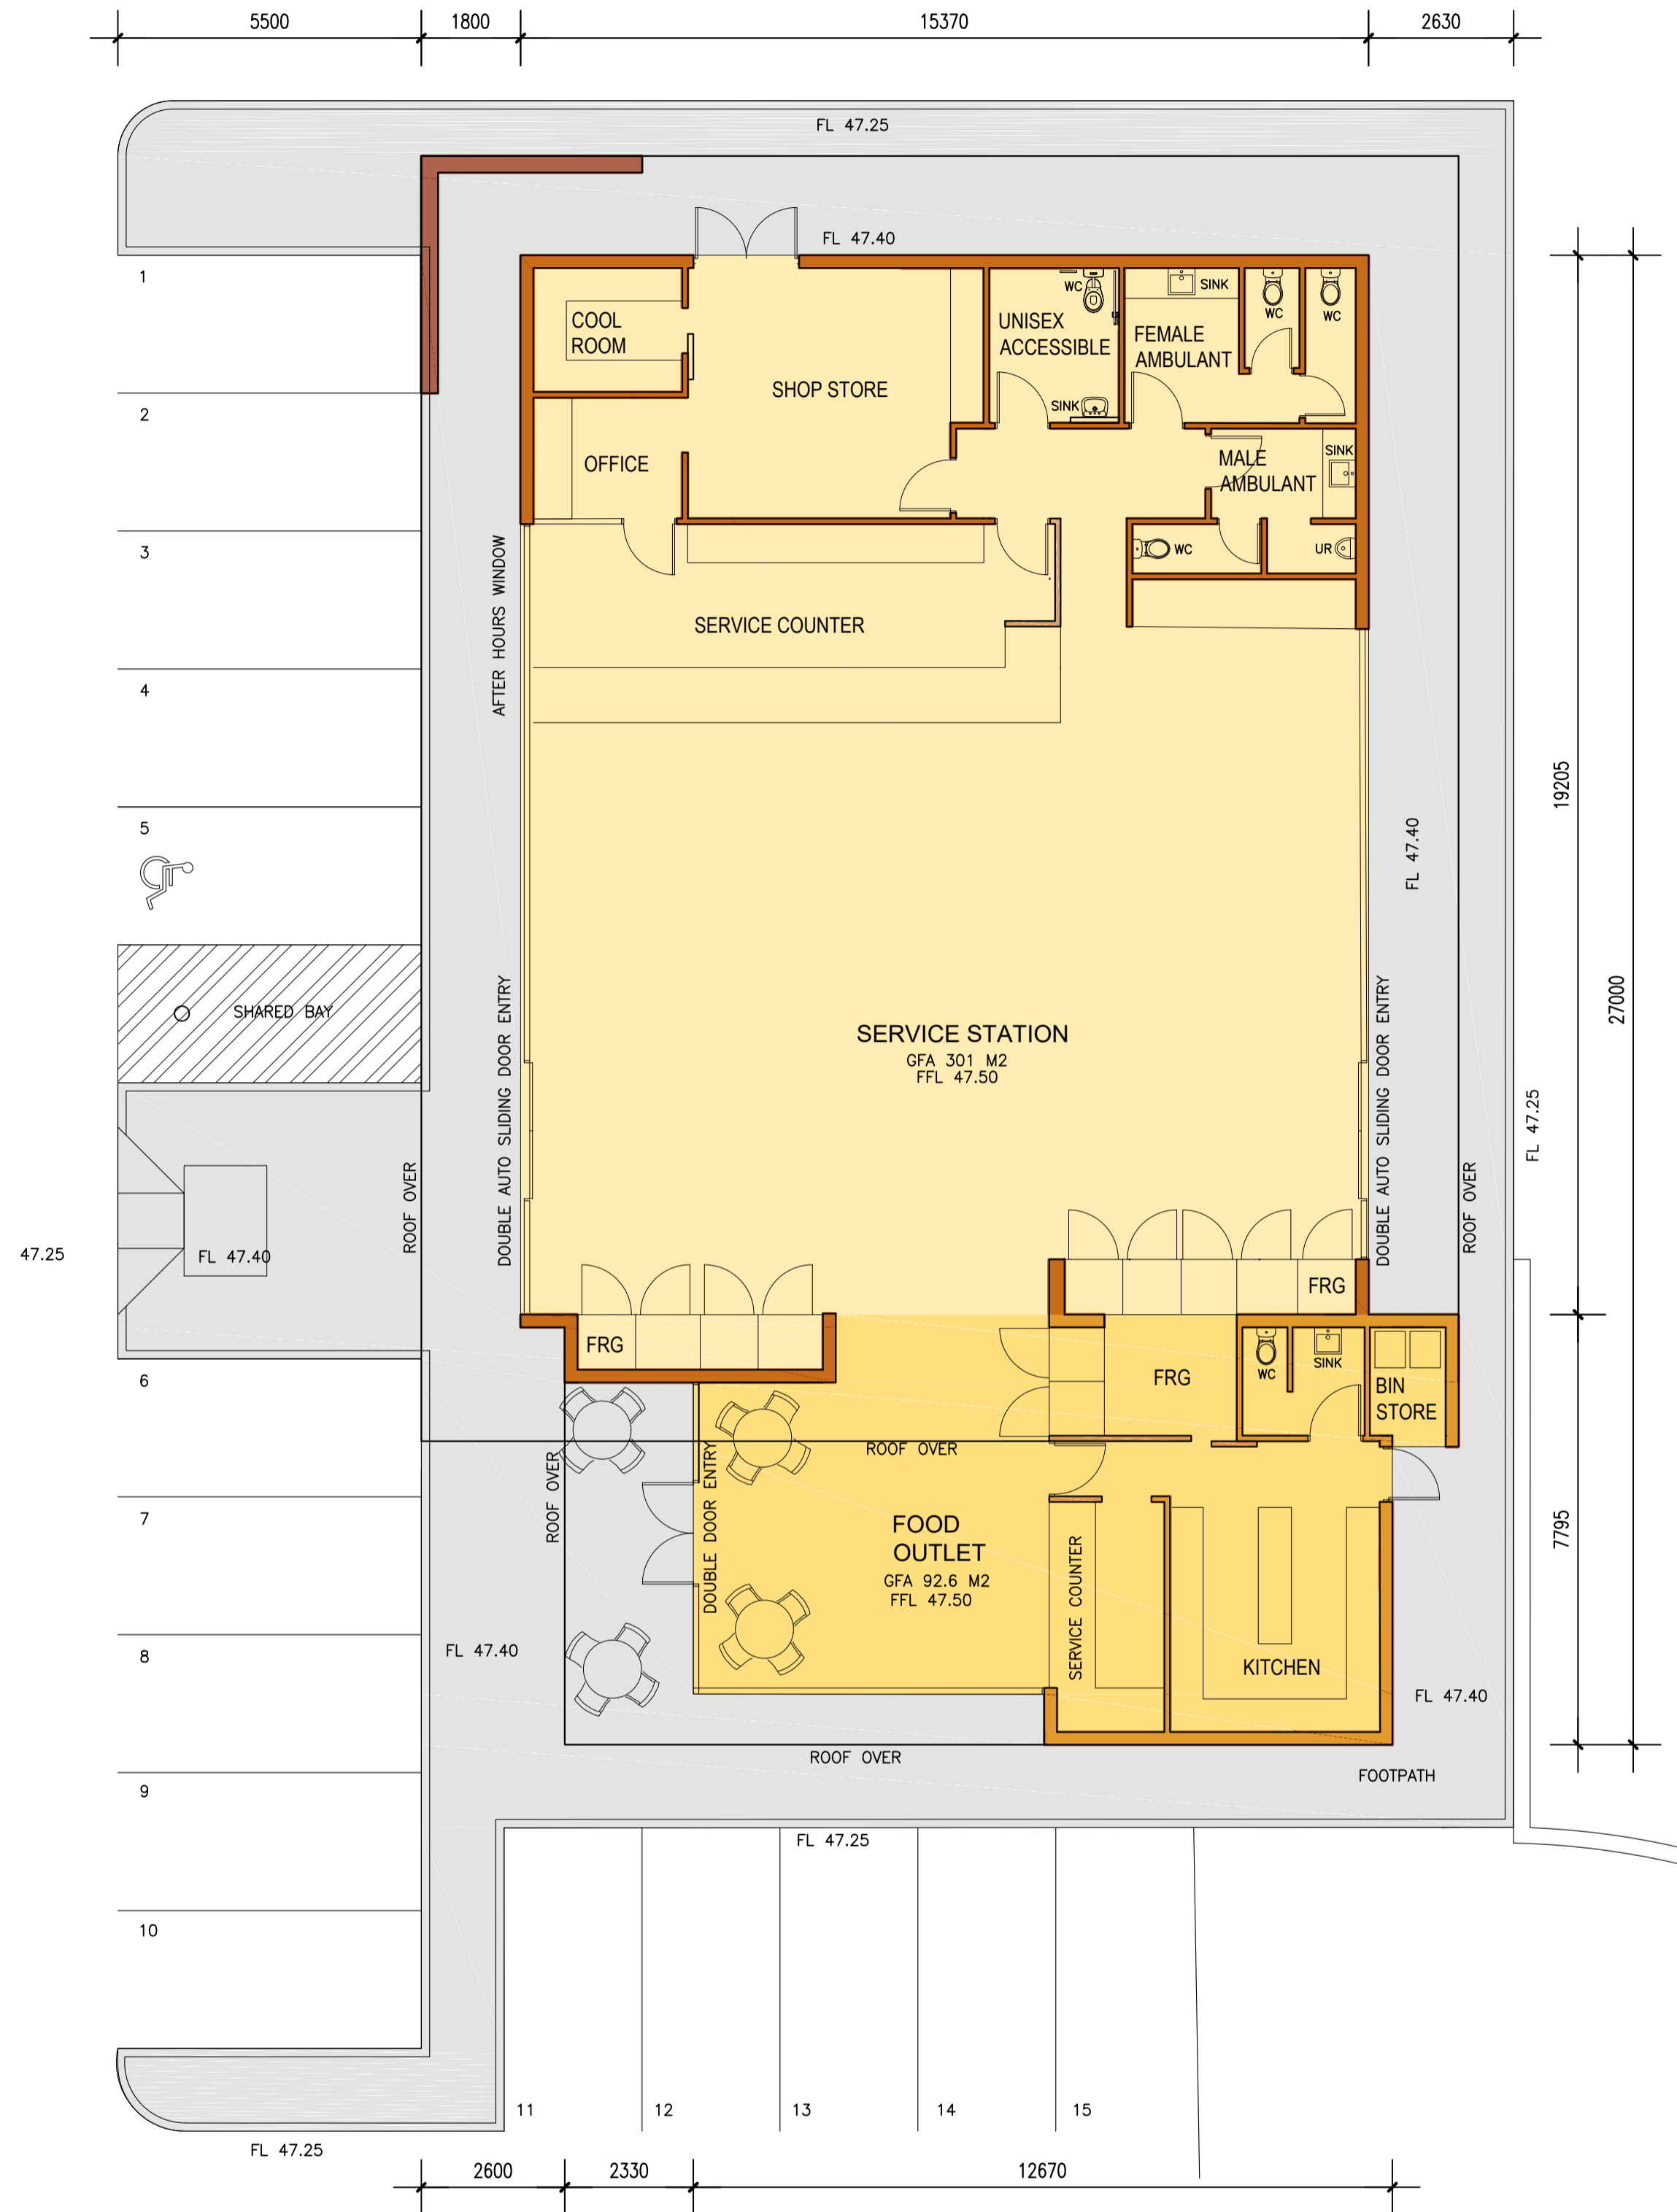 5500
1800
15370
2630
FL 47.25
FL 47.40
1
COOL
ROOM
SHOP STORE
UNISEX
ACCESSIBLE
WC
SINK
FEMALE
AMBULANT
SINK
WC
WC
2
OFFICE
MALE
AMBULANT
SINK
3
WC
UR
AFTER HOURS WINDOW
SERVICE COUNTER
4
19205
5
FL 47.40
27000
SHARED BAY
SERVICE STATION
GFA 301 M2
FFL 47.50
DOUBLE AUTO SLIDING DOOR ENTRY
DOUBLE AUTO SLIDING DOOR ENTRY
FL 47.25
ROOF OVER
ROOF OVER
47.25
FL 47.40
FRG
FRG
6
FRG
WC
SINK
BIN
STORE
ROOF OVER
ROOF OVER
DOUBLE DOOR ENTRY
7
FOOD
OUTLET
GFA 92.6 M2
FFL 47.50
SERVICE COUNTER
7795
8
FL 47.40
KITCHEN
FL 47.40
ROOF OVER
FOOTPATH
9
FL 47.25
10
11
12
13
14
15
FL 47.25
2600
2330
12670